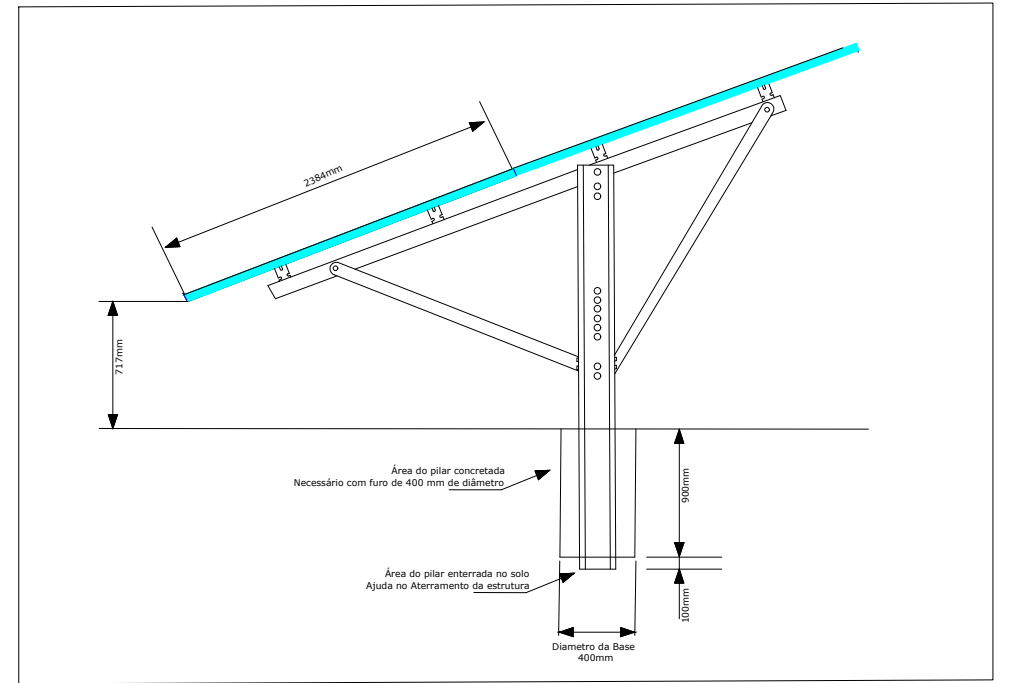 2384mm
717mm
Área do pilar concretada
Necessário com furo de 400 mm de diâmetro
900mm
Área do pilar enterrada no solo
Ajuda no Aterramento da estrutura
100mm
Diametro da Base
400mm